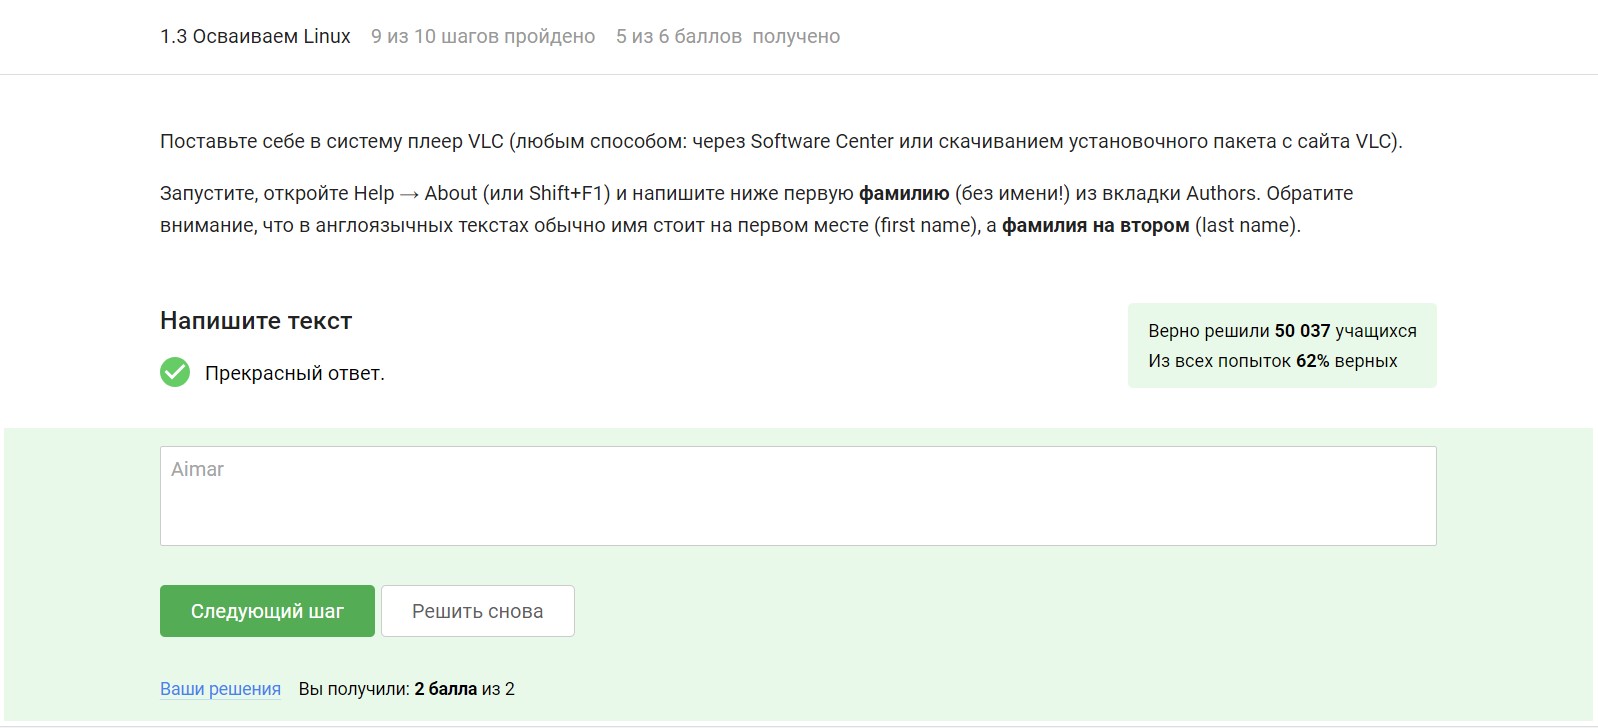 1.3 Осваиваем Linux 9 из 10 шагов пройдено 5 из 6 баллов получено
Поставьте себе в систему плеер VLC (любым способом: через Software Center или скачиванием установочного пакета с сайта VLC).
Запустите, откройте Help → About (или Shift+F1) и напишите ниже первую фамилию (без имени!) из вкладки Authors. Обратите
внимание, что в англоязычных текстах обычно имя стоит на первом месте (first name), а фамилия на втором (last name).
Напишите текст
Прекрасный ответ.
Верно решили 50 037 учащихся
Из всех попыток 62% верных
Aimar
Следующий шаг
Решить снова
Ваши решения Вы получили: 2 балла из 2